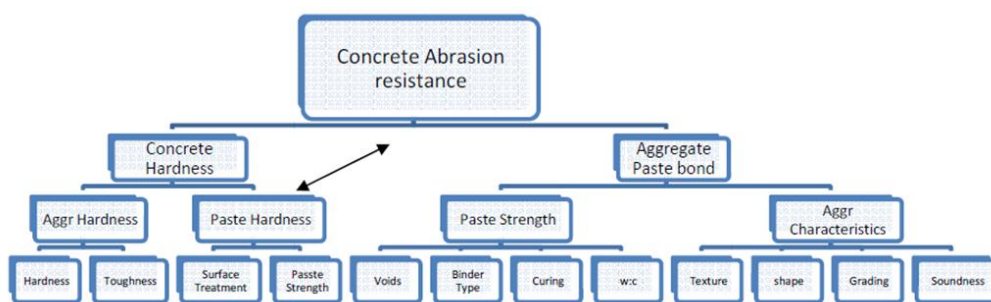 Concrete Abrasion
resistance
Concrete
Hardness
Aggregate
Paste bond
Aggr Hardness
Paste Hardness
Paste Strength
Aggr
Characteristics
Hardness
Toughness
Surface
Treatment
Passte
Strength
Voids
Binder
Type
Curing
w:c
Texture
shape
Grading
Soundness